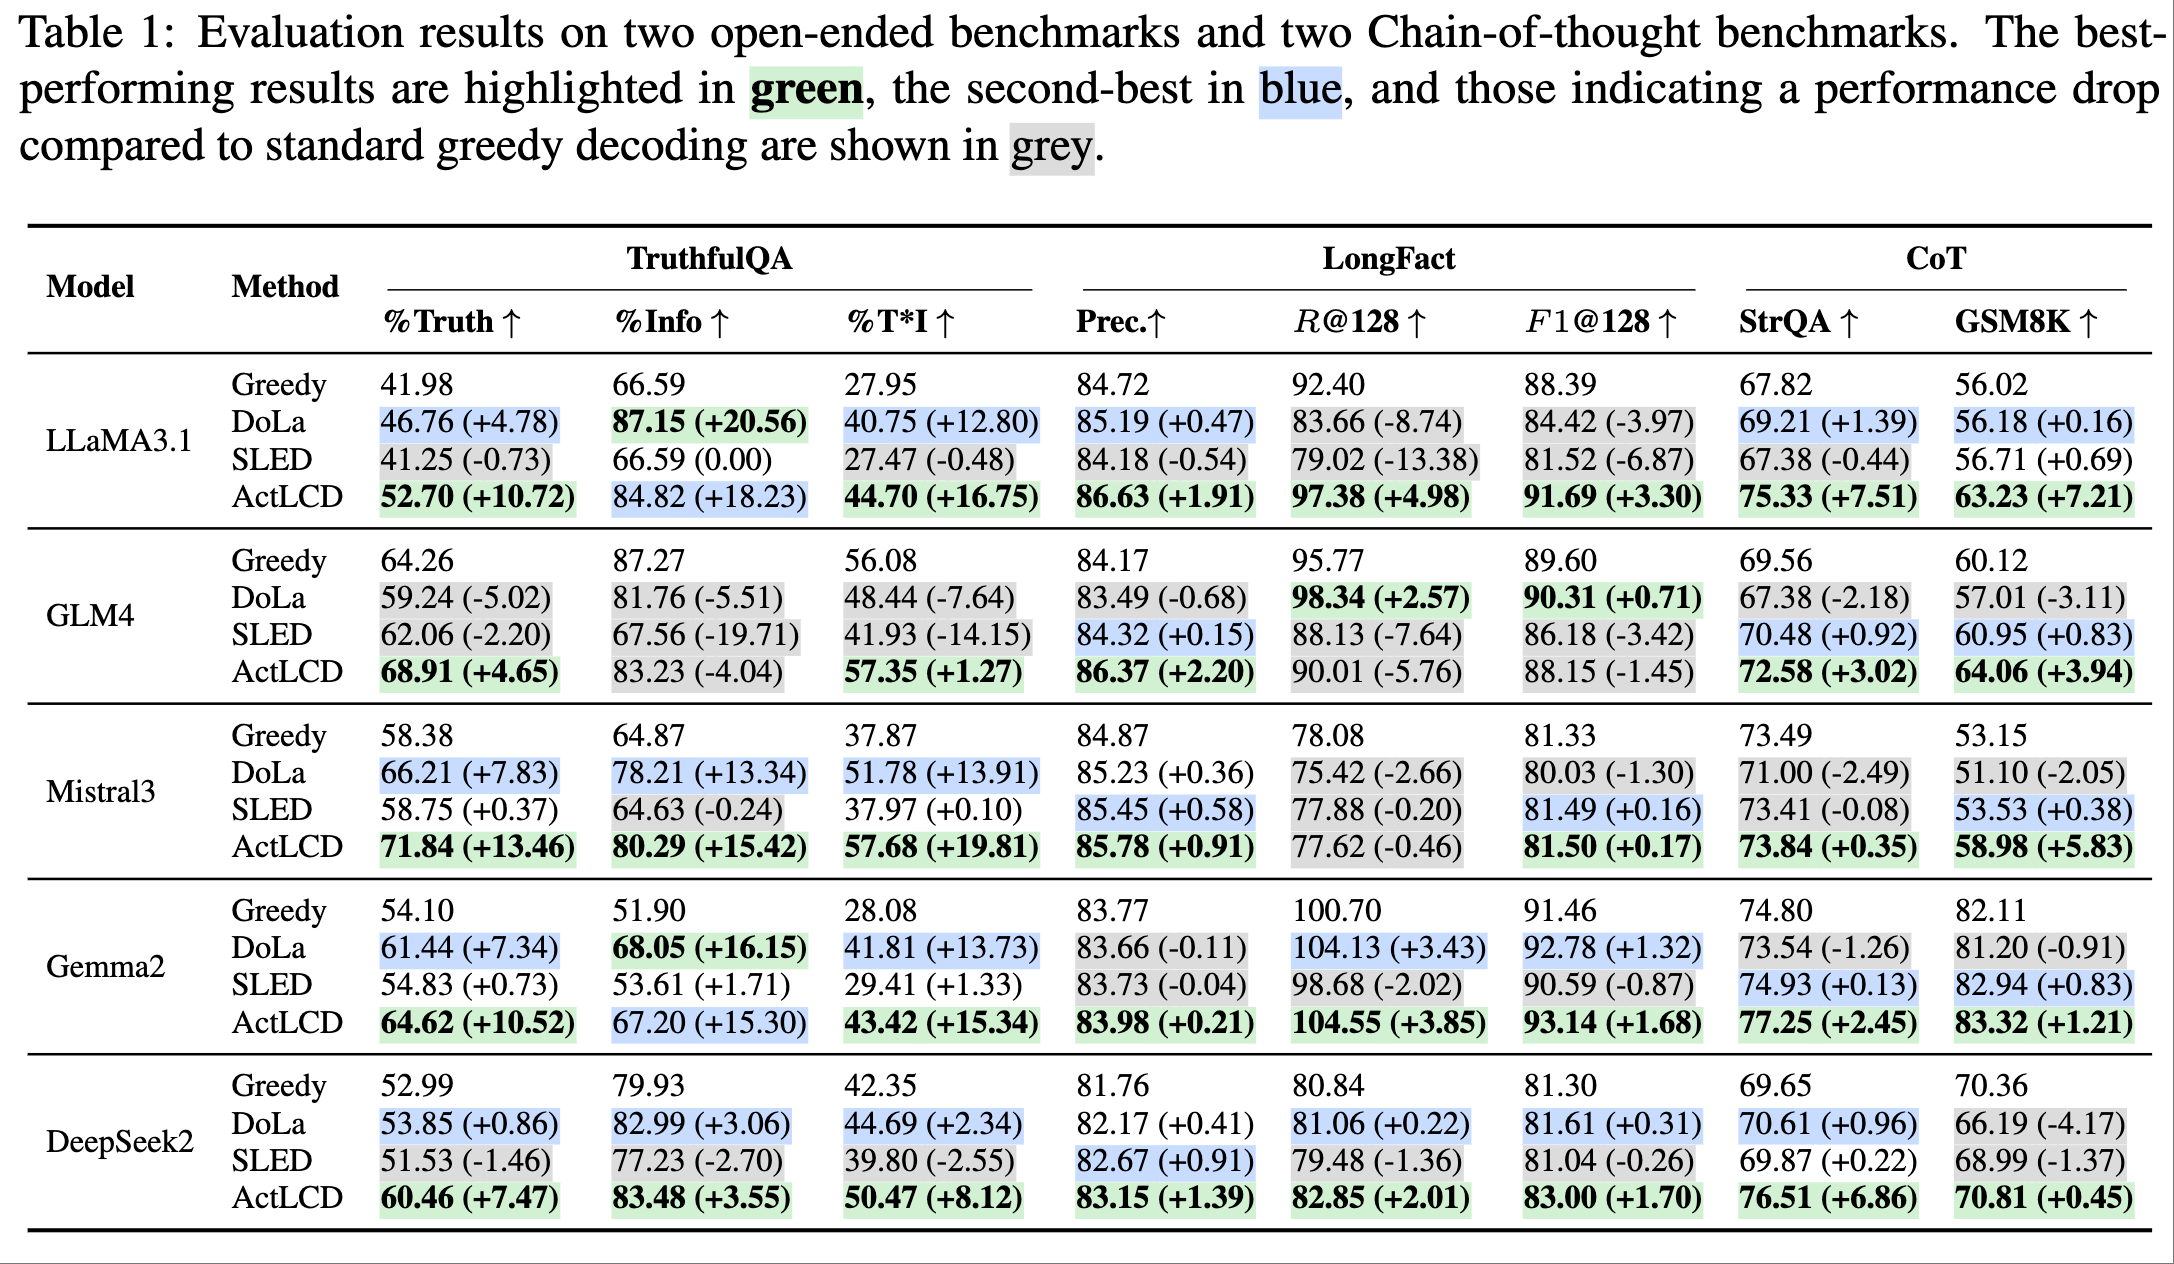 Table 1: Evaluation results on two open-ended benchmarks and two Chain-of-thought benchmarks. The best-
performing results are highlighted in green, the second-best in blue, and those indicating a performance drop
compared to standard greedy decoding are shown in grey.
Model Method TruthfulQA LongFact CoT
%Truth ↑ %Info ↑ %T*I ↑ Prec.↑ R@128 ↑ F1@128 ↑ StrQA ↑ GSM8K ↑
LLaMA3.1
Greedy 41.98 66.59 27.95 84.72 92.40 88.39 67.82 56.02
DoLa 46.76 (+4.78) 87.15 (+20.56) 40.75 (+12.80) 85.19 (+0.47) 83.66 (-8.74) 84.42 (-3.97) 69.21 (+1.39) 56.18 (+0.16)
SLED 41.25 (-0.73) 66.59 (0.00) 27.47 (-0.48) 84.18 (-0.54) 79.02 (-13.38) 81.52 (-6.87) 67.38 (-0.44) 56.71 (+0.69)
ActLCD 52.70 (+10.72) 84.82 (+18.23) 44.70 (+16.75) 86.63 (+1.91) 97.38 (+4.98) 91.69 (+3.30) 75.33 (+7.51) 63.23 (+7.21)
GLM4
Greedy 64.26 87.27 56.08 84.17 95.77 89.60 69.56 60.12
DoLa 59.24 (-5.02) 81.76 (-5.51) 48.44 (-7.64) 83.49 (-0.68) 98.34 (+2.57) 90.31 (+0.71) 67.38 (-2.18) 57.01 (-3.11)
SLED 62.06 (-2.20) 67.56 (-19.71) 41.93 (-14.15) 84.32 (+0.15) 88.13 (-7.64) 86.18 (-3.42) 70.48 (+0.92) 60.95 (+0.83)
ActLCD 68.91 (+4.65) 83.23 (-4.04) 57.35 (+1.27) 86.37 (+2.20) 90.01 (-5.76) 88.15 (-1.45) 72.58 (+3.02) 64.06 (+3.94)
Mistral3
Greedy 58.38 64.87 37.87 84.87 78.08 81.33 73.49 53.15
DoLa 66.21 (+7.83) 78.21 (+13.34) 51.78 (+13.91) 85.23 (+0.36) 75.42 (-2.66) 80.03 (-1.30) 71.00 (-2.49) 51.10 (-2.05)
SLED 58.75 (+0.37) 64.63 (-0.24) 37.97 (+0.10) 85.45 (+0.58) 77.88 (-0.20) 81.49 (+0.16) 73.41 (-0.08) 53.53 (+0.38)
ActLCD 71.84 (+13.46) 80.29 (+15.42) 57.68 (+19.81) 85.78 (+0.91) 77.62 (-0.46) 81.50 (+0.17) 73.84 (+0.35) 58.98 (+5.83)
Gemma2
Greedy 54.10 51.90 28.08 83.77 100.70 91.46 74.80 82.11
DoLa 61.44 (+7.34) 68.05 (+16.15) 41.81 (+13.73) 83.66 (-0.11) 104.13 (+3.43) 92.78 (+1.32) 73.54 (-1.26) 81.20 (-0.91)
SLED 54.83 (+0.73) 53.61 (+1.71) 29.41 (+1.33) 83.73 (-0.04) 98.68 (-2.02) 90.59 (-0.87) 74.93 (+0.13) 82.94 (+0.83)
ActLCD 64.62 (+10.52) 67.20 (+15.30) 43.42 (+15.34) 83.98 (+0.21) 104.55 (+3.85) 93.14 (+1.68) 77.25 (+2.45) 83.32 (+1.21)
DeepSeek2
Greedy 52.99 79.93 42.35 81.76 80.84 81.30 69.65 70.36
DoLa 53.85 (+0.86) 82.99 (+3.06) 44.69 (+2.34) 82.17 (+0.41) 81.06 (+0.22) 81.61 (+0.31) 70.61 (+0.96) 66.19 (-4.17)
SLED 51.53 (-1.46) 77.23 (-2.70) 39.80 (-2.55) 82.67 (+0.91) 79.48 (-1.36) 81.04 (-0.26) 69.87 (+0.22) 68.99 (-1.37)
ActLCD 60.46 (+7.47) 83.48 (+3.55) 50.47 (+8.12) 83.15 (+1.39) 82.85 (+2.01) 83.00 (+1.70) 76.51 (+6.86) 70.81 (+0.45)